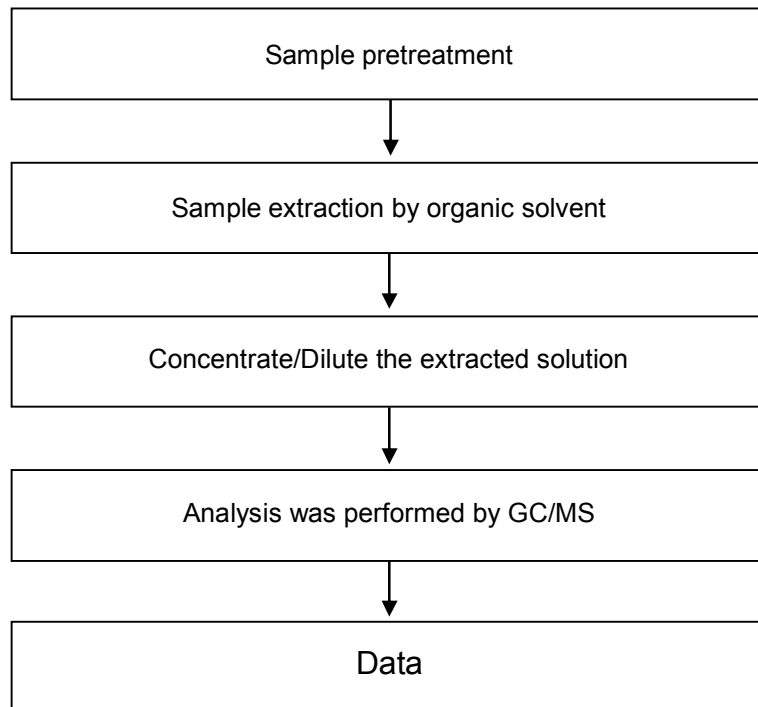 Sample pretreatment
Sample extraction by organic solvent
Concentrate/Dilute the extracted solution
Analysis was performed by GC/MS
Data